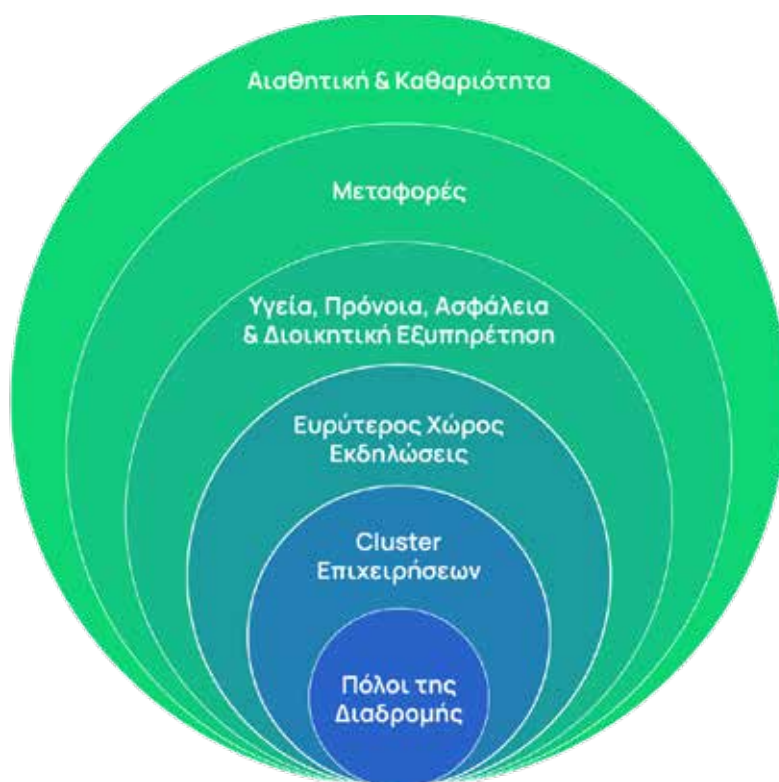 Αισθητική & Καθαριότητα
Μεταφορές
Υγεία, Πρόνοια, Ασφάλεια
& Διοικητική Εξυπηρέτηση
Ευρύτερος Χώρος
Εκδηλώσεις
Cluster
Επιχειρήσεων
Πόλοι της
Διαδρομής